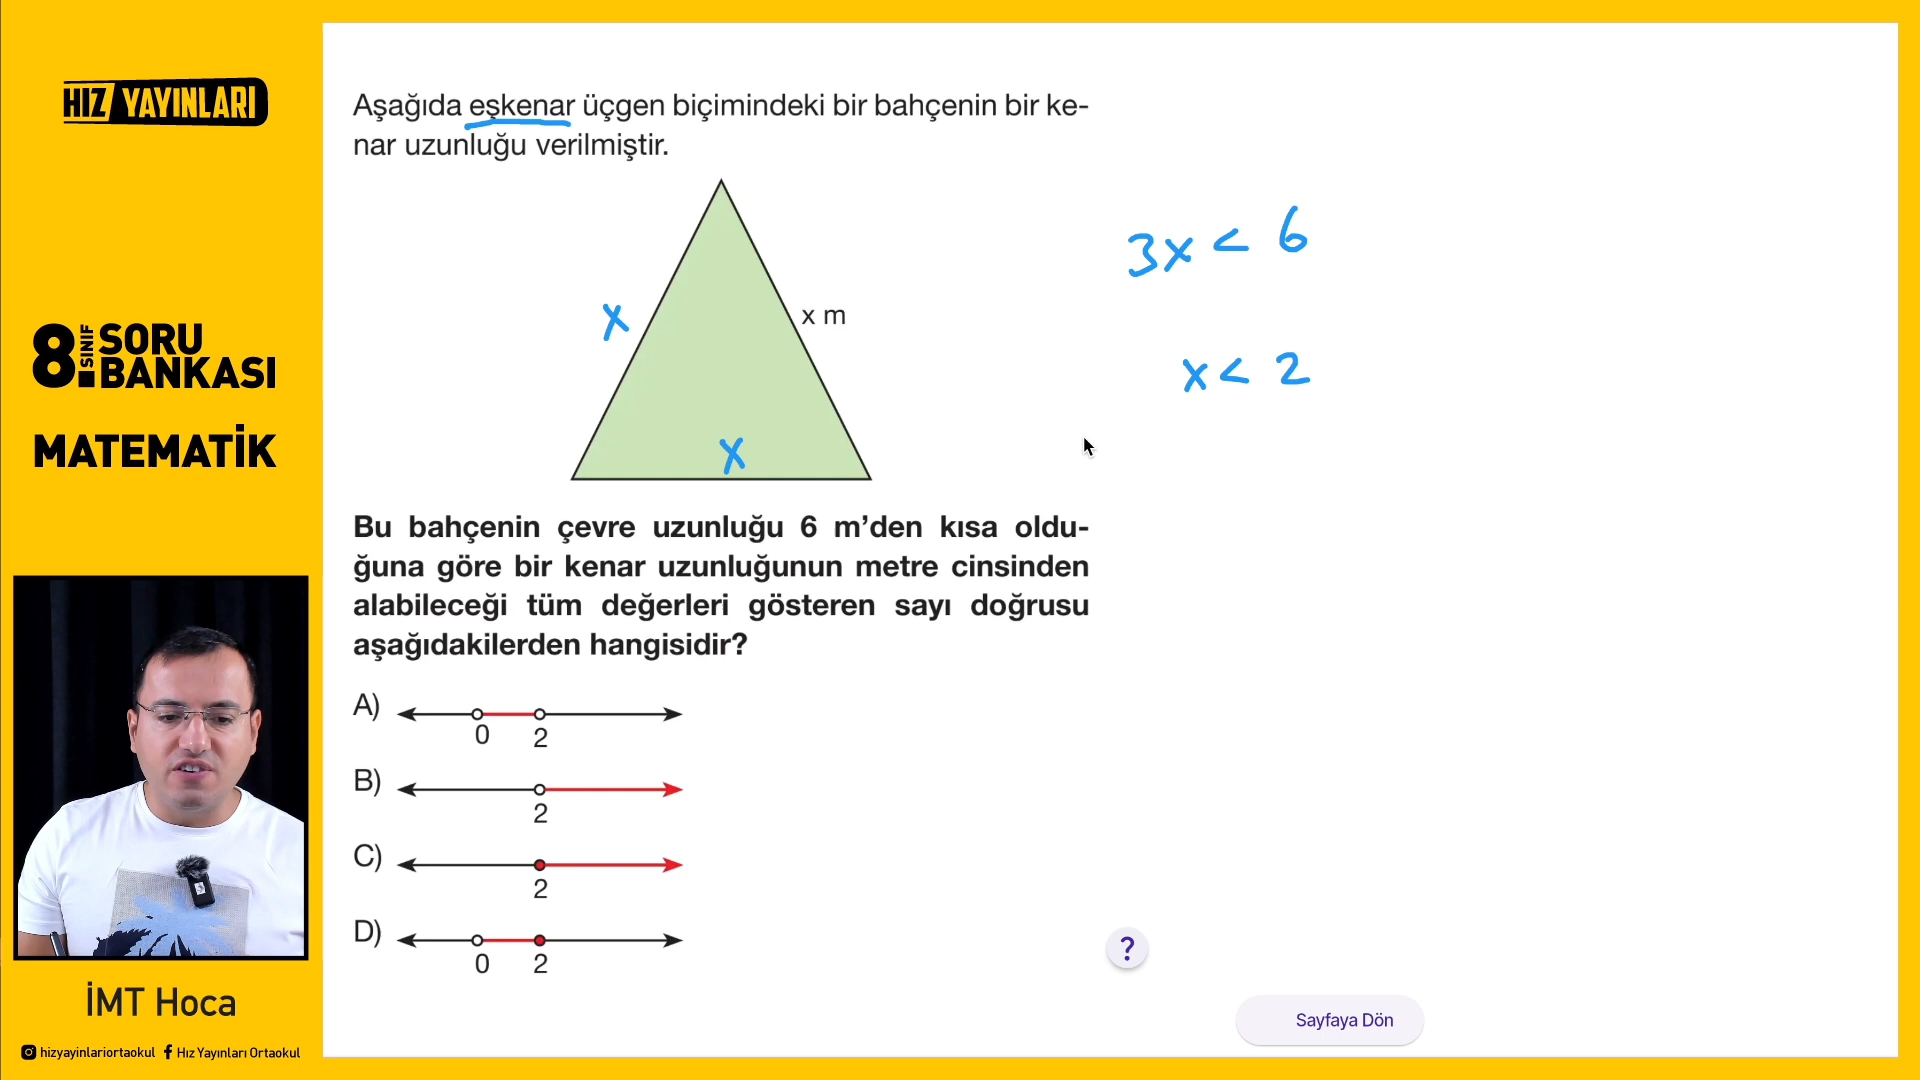 HIZ YAYINLARI
8. SINIF SORU BANKASI
MATEMATİK
İMT Hoca
hizyayinlariortaokul Hız Yayınları Ortaokul
Aşağıda eşkenar üçgen biçimindeki bir bahçenin bir ke-
nar uzunluğu verilmiştir.
x
x m
x
3x < 6
x < 2
Bu bahçenin çevre uzunluğu 6 m’den kısa oldu-
ğuna göre bir kenar uzunluğunun metre cinsinden
alabileceği tüm değerleri gösteren sayı doğrusu
aşağıdakilerden hangisidir?
A)
0 2
B)
2
C)
2
D)
0 2
?
Sayfaya Dön